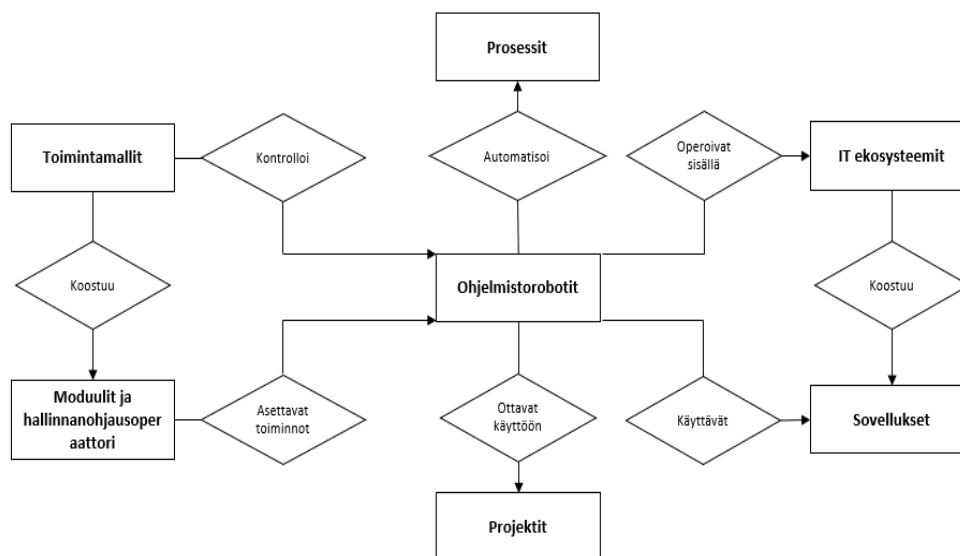 Prosessit
Toimintamallit
Kontrolloi
Automatisoi
Operoivat
sisällä
IT ekosysteemit
Koostuu
Ohjelmistorobotit
Koostuu
Moduulit ja
hallinnanohjausoper
aattori
Asettavat
toiminnot
Ottavat
käyttöön
Käyttävät
Sovellukset
Projektit